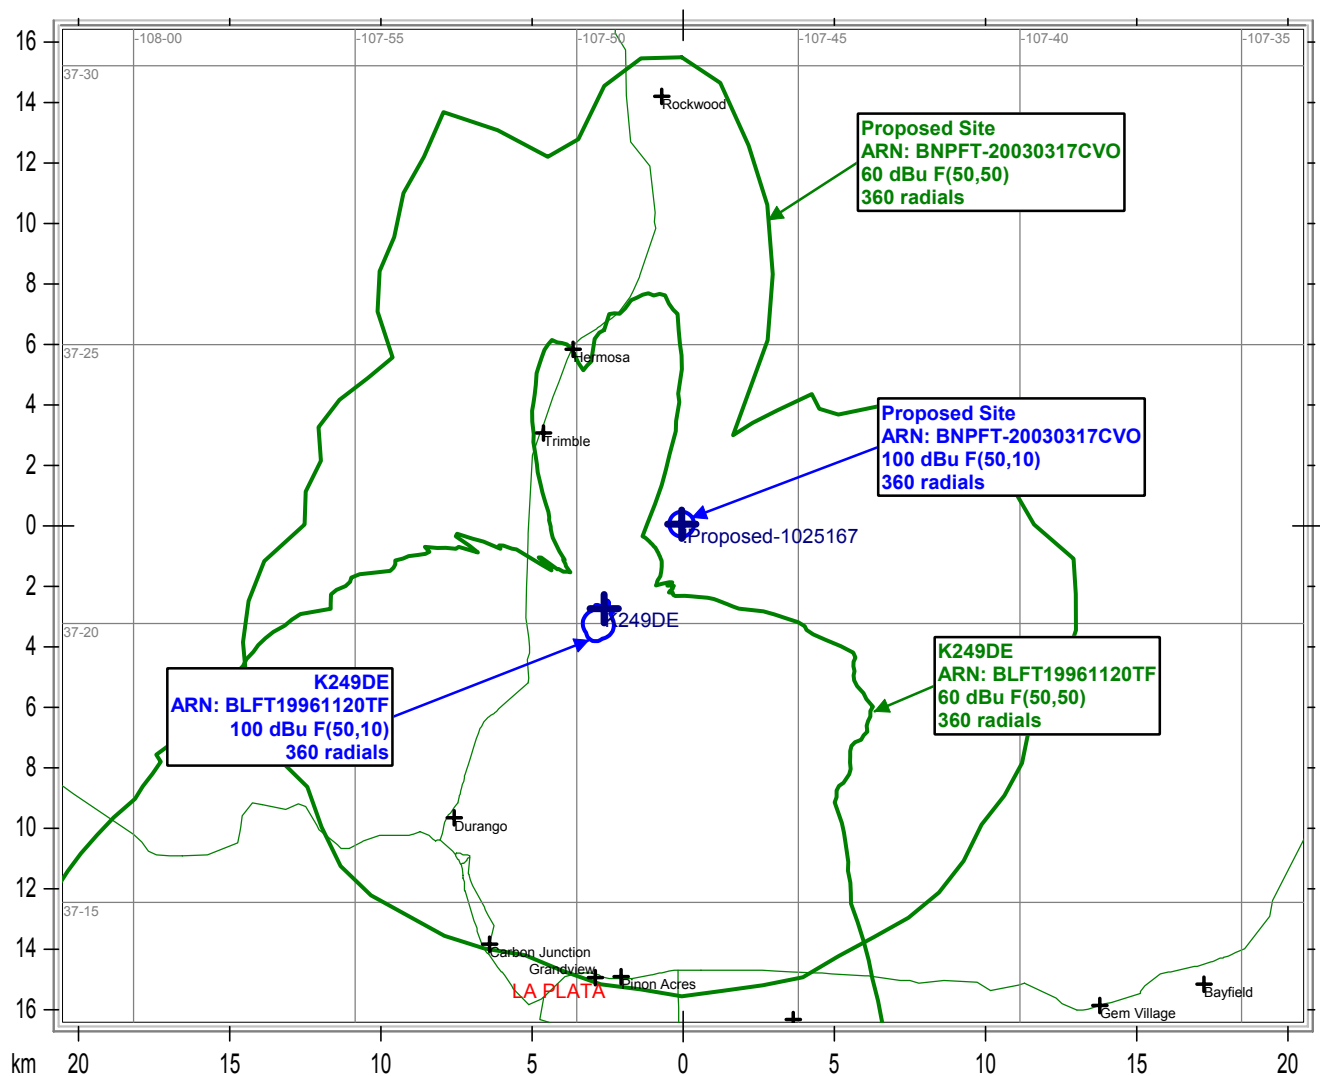 16
14
12
10
8
6
4
2
0
2
4
6
8
10
12
14
16
-108-00
-107-55
-107-50
-107-45
-107-40
-107-35
37-30
37-25
37-20
37-15
Rockwood
Proposed Site
ARN: BNPFT-20030317CVO
60 dBu F(50,50)
360 radials
Hermosa
Trimble
Proposed Site
ARN: BNPFT-20030317CVO
100 dBu F(50,10)
360 radials
Proposed-1025167
K249DE
K249DE
ARN: BLFT19961120TF
60 dBu F(50,50)
360 radials
K249DE
ARN: BLFT19961120TF
100 dBu F(50,10)
360 radials
Durango
Carbon Junction
Grandview
Pinon Acres
LA PLATA
Bayfield
Gem Village
km
20
15
10
5
0
5
10
15
20